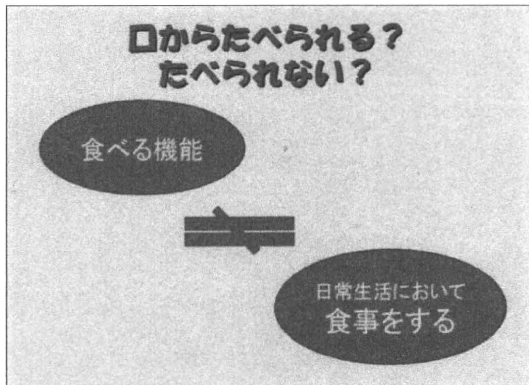 口からたべられる？
たべられない？
食べる機能
≠
日常生活において
食事をする